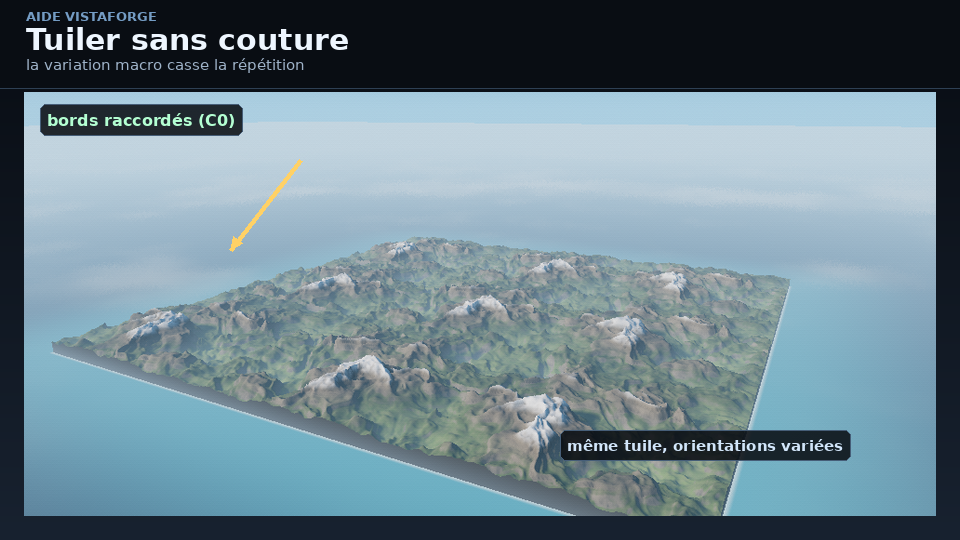 AIDE VISTAFORGE
Tuiler sans couture
la variation macro casse la répétition
bords raccordés (C0)
même tuile, orientations variées